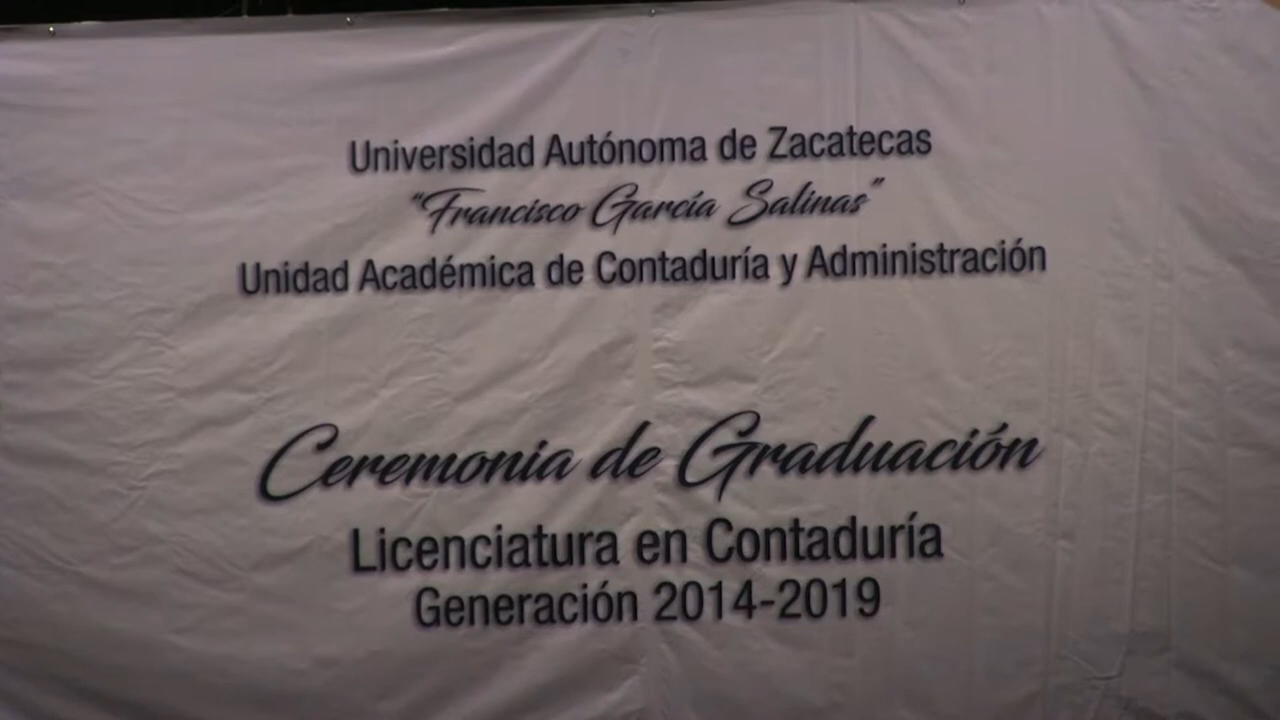 Universidad Autónoma de Zacatecas
"Francisco García Salinas"
Unidad Académica de Contaduría y Administración
Ceremonia de Graduación
Licenciatura en Contaduría
Generación 2014-2019